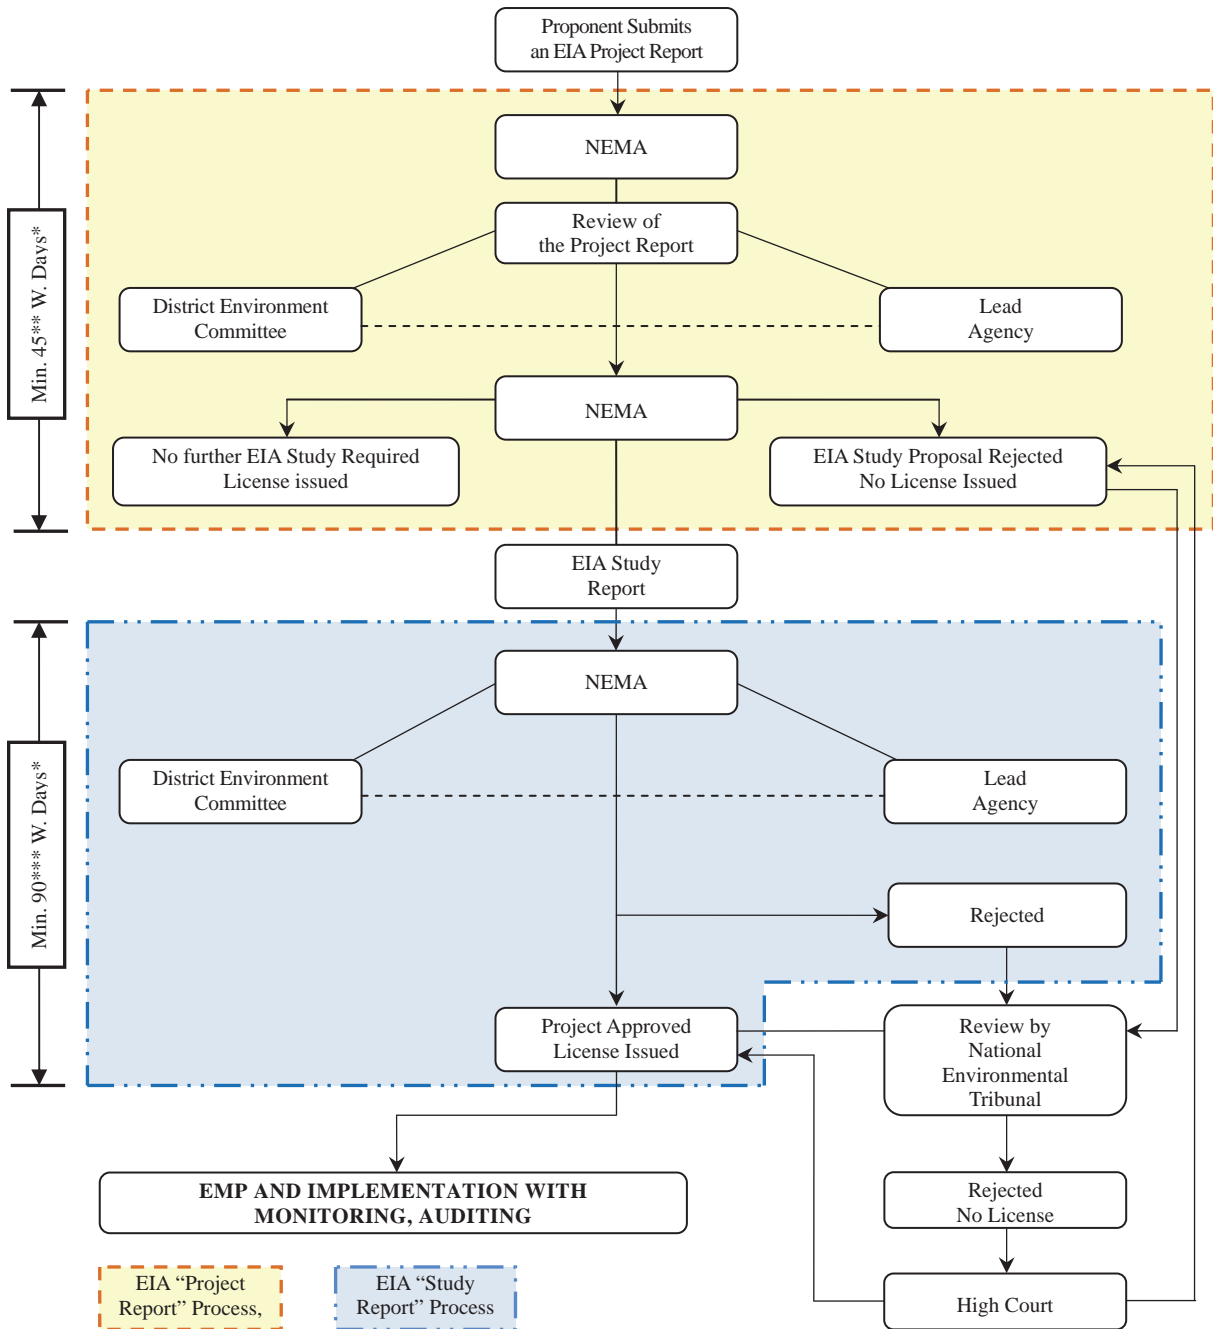 Proponent Submits
an EIA Project Report
NEMA
Review of
the Project Report
District Environment
Committee
Lead
Agency
Min. 45** W. Days*
NEMA
No further EIA Study Required
License issued
EIA Study Proposal Rejected
No License Issued
EIA Study
Report
NEMA
District Environment
Committee
Lead
Agency
Min. 90*** W. Days*
Rejected
Project Approved
License Issued
Review by
National
Environmental
Tribunal
EMP AND IMPLEMENTATION WITH
MONITORING, AUDITING
Rejected
No License
High Court
EIA “Project
Report” Process,
EIA “Study
Report” Process